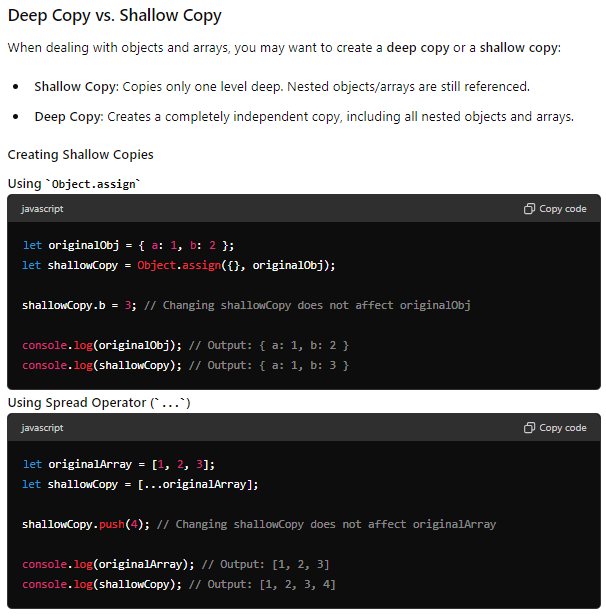 Deep Copy vs. Shallow Copy
When dealing with objects and arrays, you may want to create a deep copy or a shallow copy:
• Shallow Copy: Copies only one level deep. Nested objects/arrays are still referenced.
• Deep Copy: Creates a completely independent copy, including all nested objects and arrays.
Creating Shallow Copies
Using `Object.assign`
javascript Copy code
let originalObj = { a: 1, b: 2 };
let shallowCopy = Object.assign({}, originalObj);
shallowCopy.b = 3; // Changing shallowCopy does not affect originalObj
console.log(originalObj); // Output: { a: 1, b: 2 }
console.log(shallowCopy); // Output: { a: 1, b: 3 }
Using Spread Operator (`...`)
javascript Copy code
let originalArray = [1, 2, 3];
let shallowCopy = [...originalArray];
shallowCopy.push(4); // Changing shallowCopy does not affect originalArray
console.log(originalArray); // Output: [1, 2, 3]
console.log(shallowCopy); // Output: [1, 2, 3, 4]